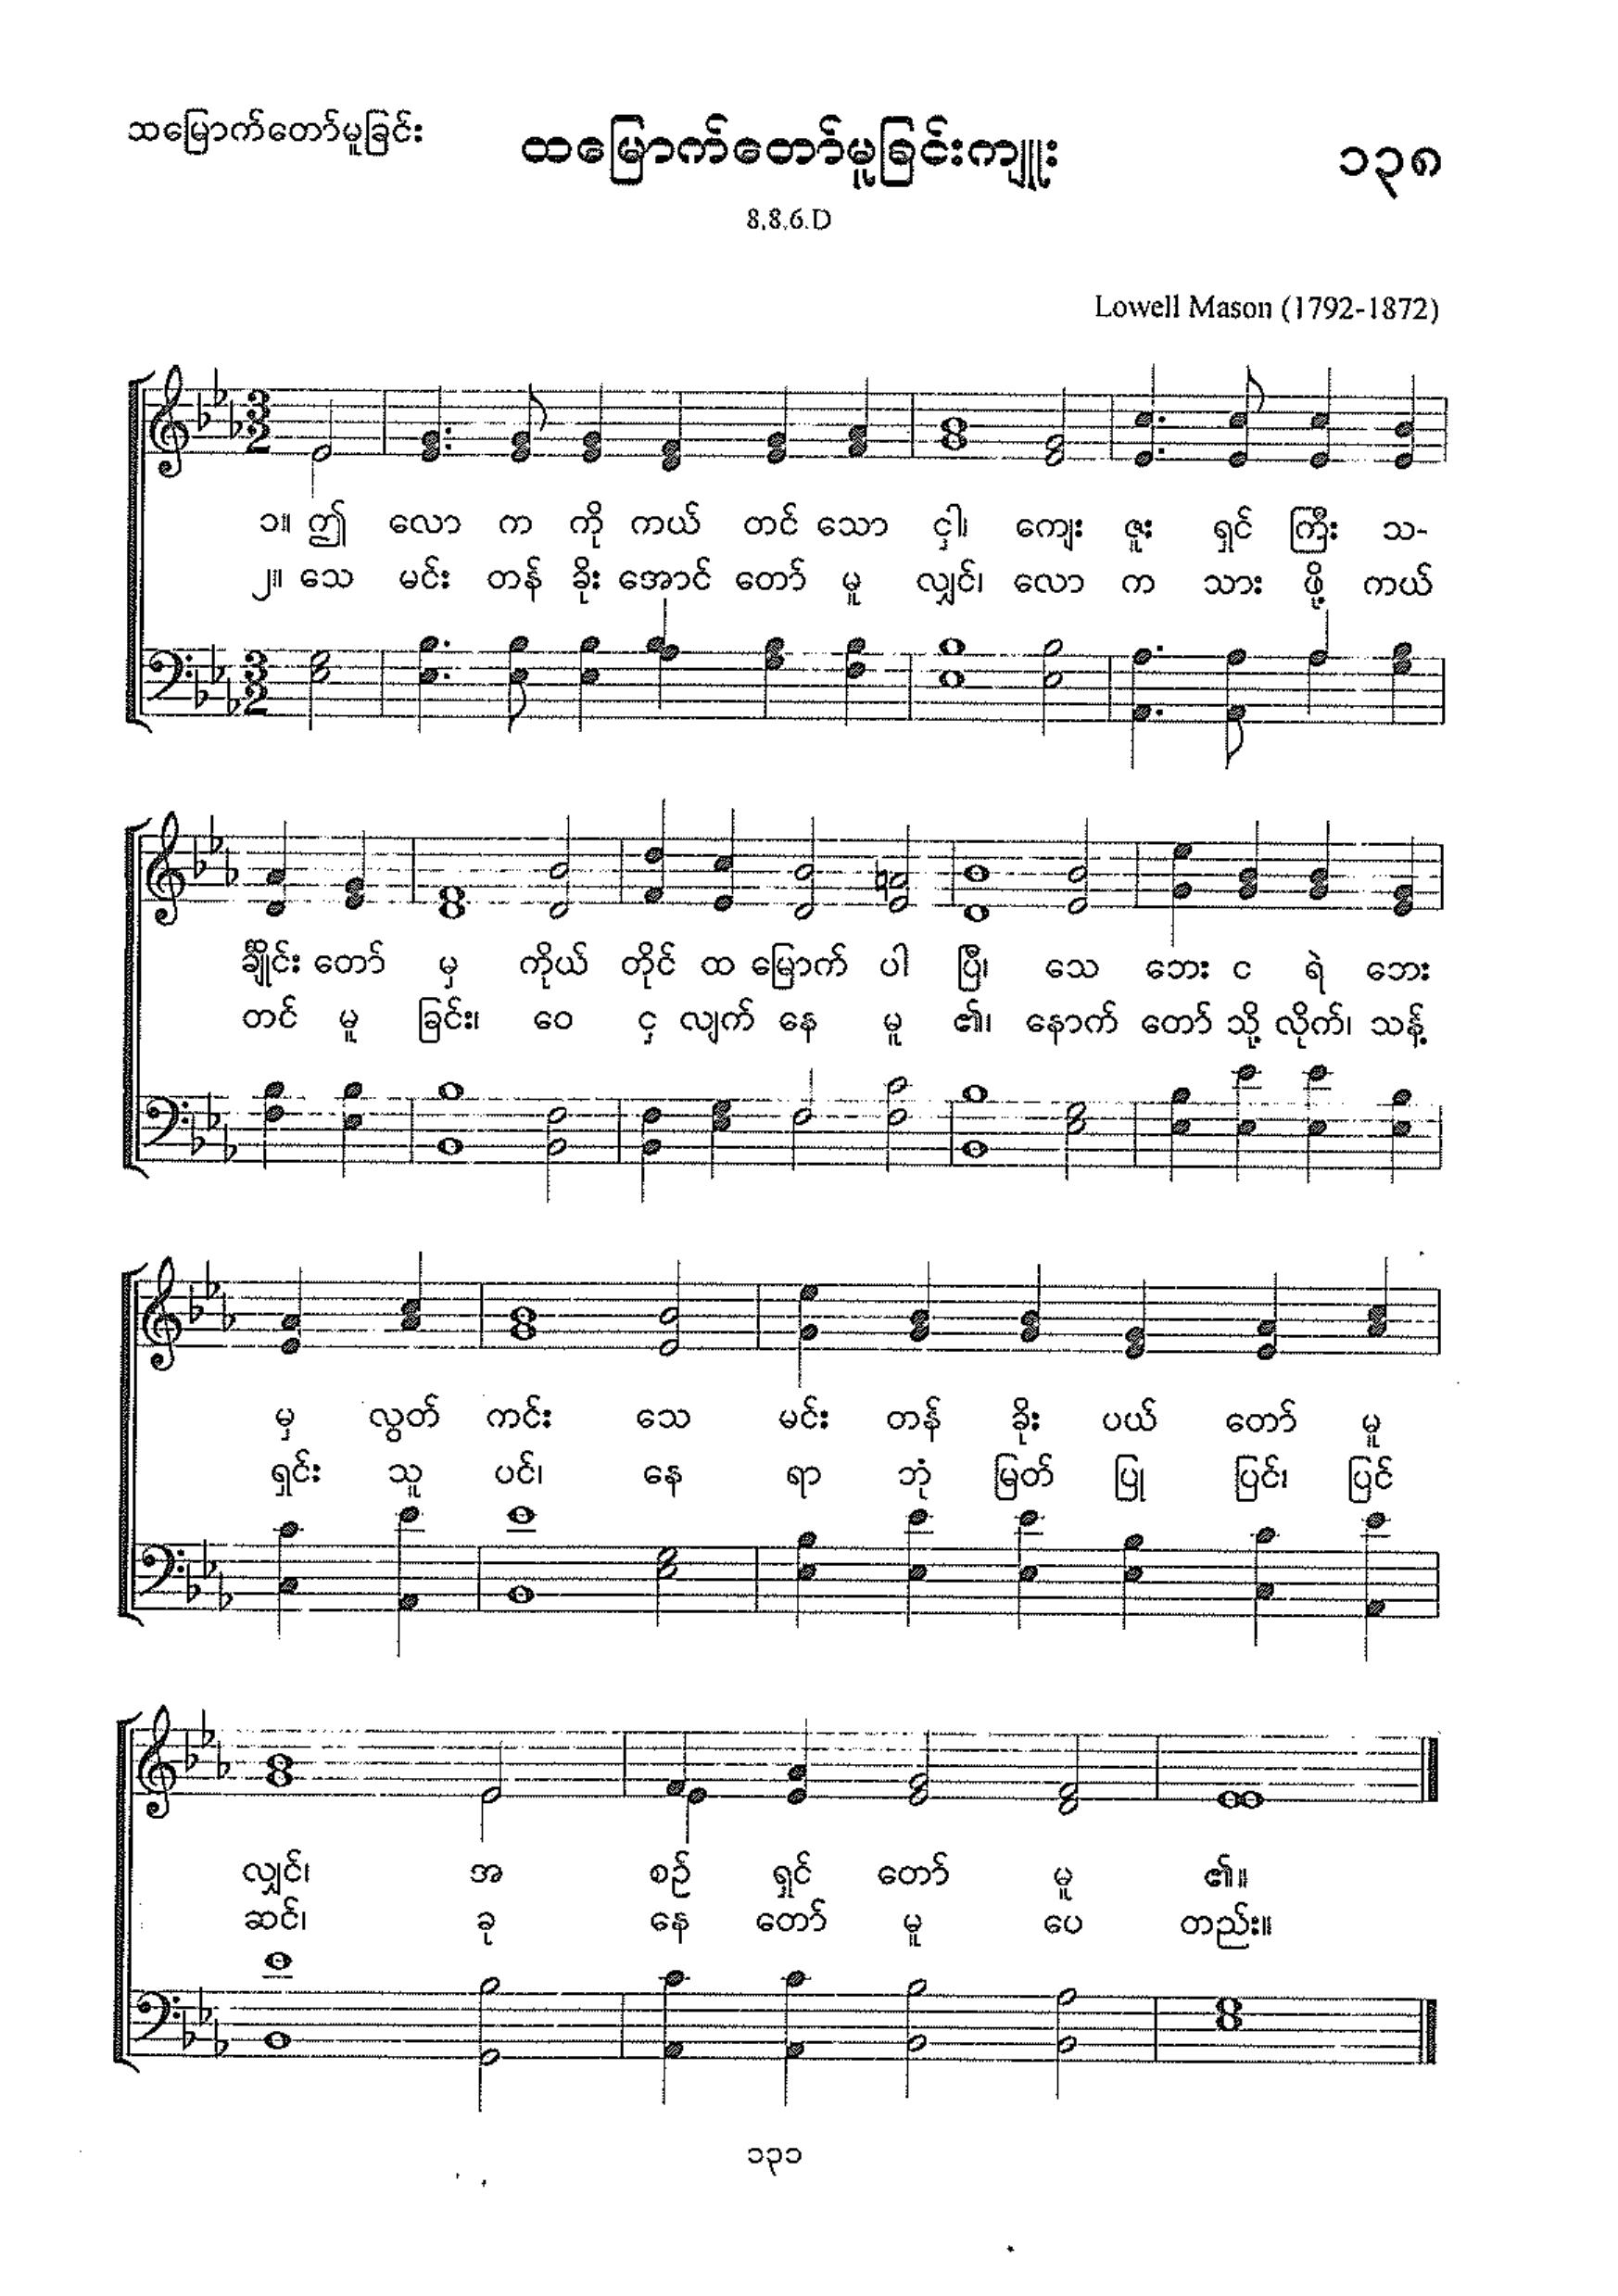 ထမြောက်တော်မူခြင်း
ထမြောက်တော်မူခြင်းကျူး
၁၃၈
8.8.6.D
Lowell Mason (1792-1872)
၁။ ဤ လော က ကို ကယ် တင် သော ငှါ၊ ကျေး ဇူး ရှင် ကြီး သ-
၂။ သေ မင်း တန် ခိုး အောင် တော် မူ လျှင်၊ လော က သား ဖို့ ကယ်
ချႋုင်း တော် မှ ကိုယ် တိုင် ထ မြောက် ပါ ပြီ၊ သေ ဘေး င ရဲ ဘေး
တင် မူ ခြင်း၊ ဝေ ငှ လျက် နေ မူ ၏၊ နောက် တော် သို့ လိုက်၊ သန့်
မှ လွတ် ကင်း သေ မင်း တန် ခိုး ပယ် တော် မူ
ရှင်း သူ ပင်၊ နေ ရာ ဘုံ မြတ် ပြု ပြင်၊ ပြင်
လျှင်၊ အ စဉ် ရှင် တော် မူ ၏။
ဆင်၊ ခု နေ တော် မူ ပေ တည်း။
၁၃၁